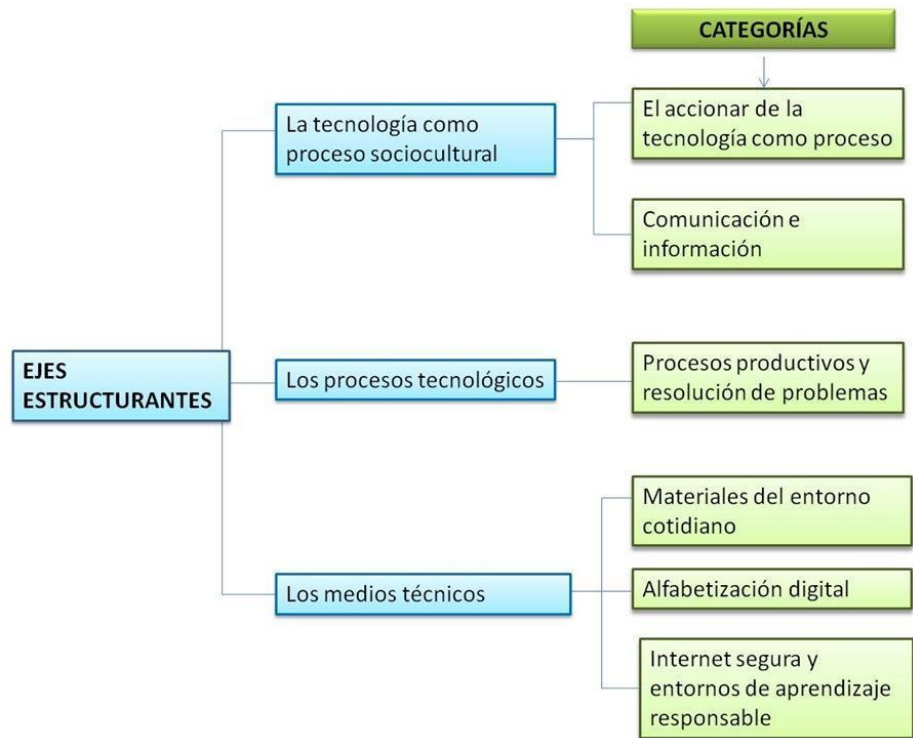 CATEGORÍAS
La tecnología como
proceso sociocultural
El accionar de la
tecnología como proceso
Comunicación e
información
EJES
ESTRUCTURANTES
Los procesos tecnológicos
Procesos productivos y
resolución de problemas
Los medios técnicos
Materiales del entorno
cotidiano
Alfabetización digital
Internet segura y
entornos de aprendizaje
responsable